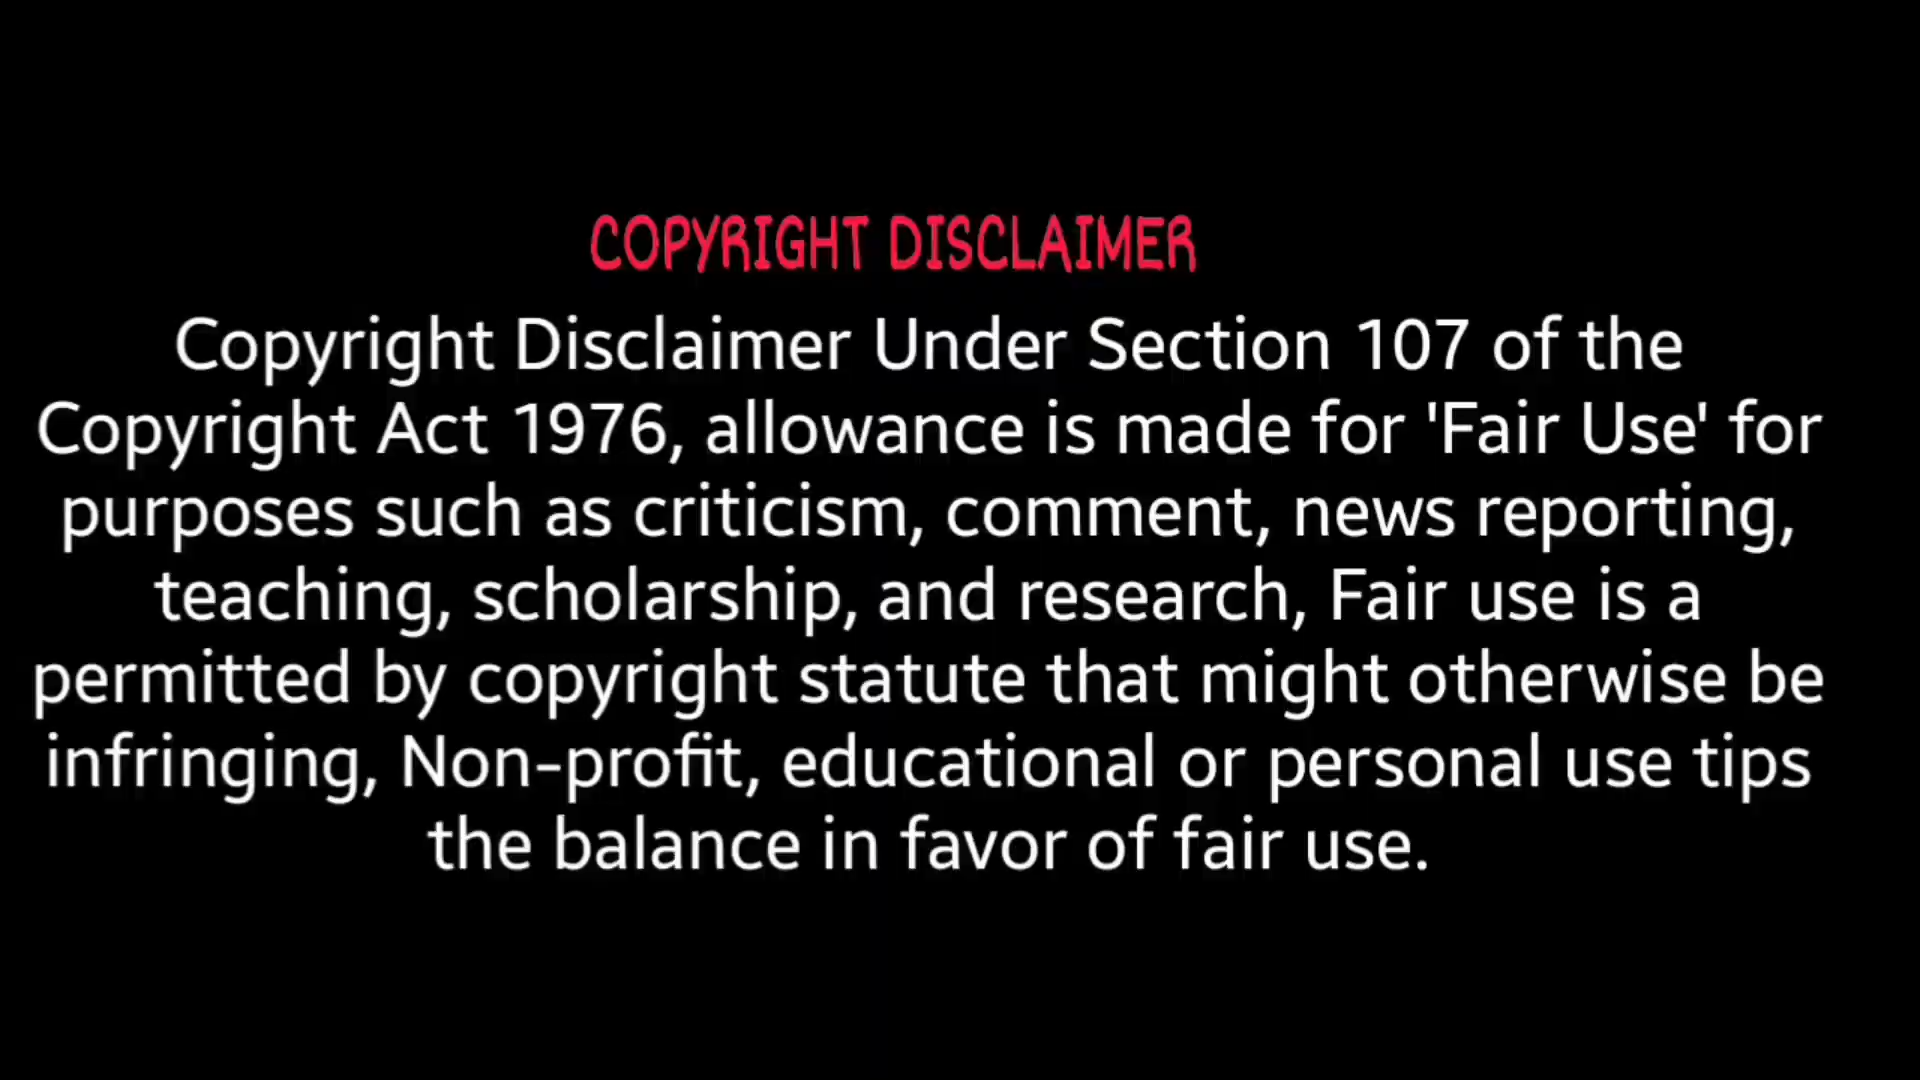 COPYRIGHT DISCLAIMER
Copyright Disclaimer Under Section 107 of the
Copyright Act 1976, allowance is made for 'Fair Use' for
purposes such as criticism, comment, news reporting,
teaching, scholarship, and research, Fair use is a
permitted by copyright statute that might otherwise be
infringing, Non-profit, educational or personal use tips
the balance in favor of fair use.